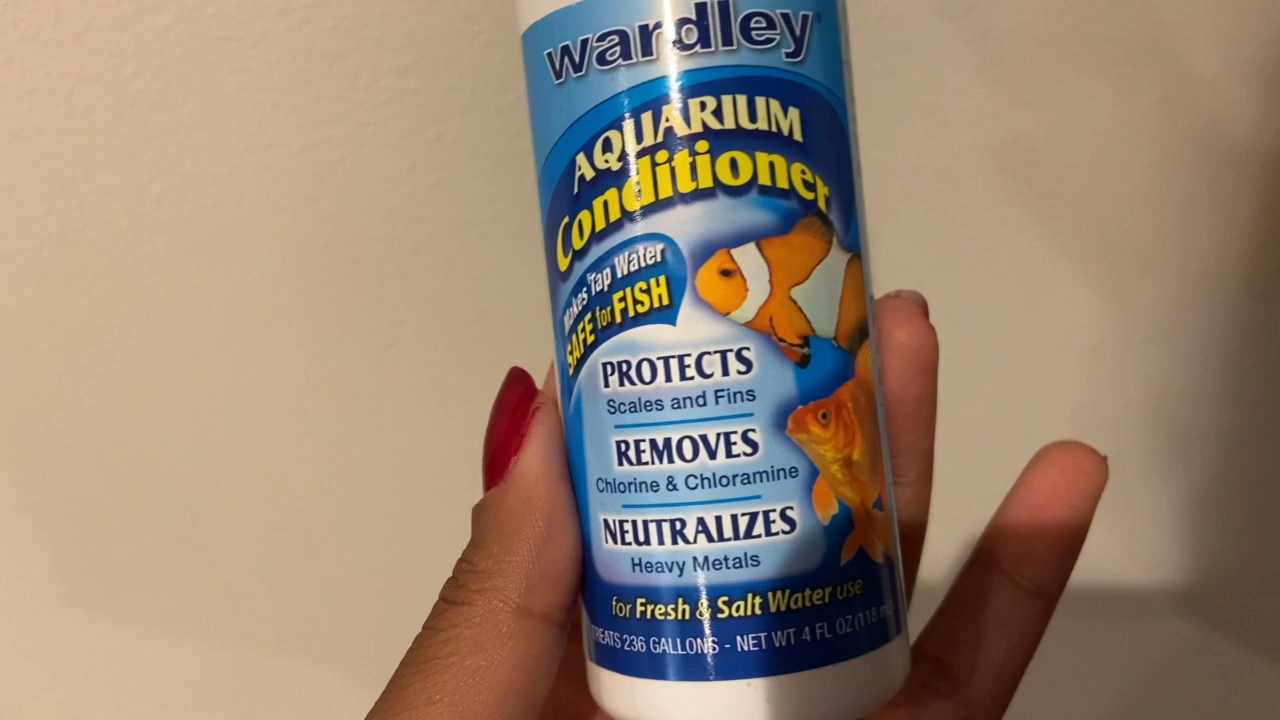 wardley
AQUARIUM
Conditioner
Makes Tap Water
SAFE for FISH
PROTECTS
Scales and Fins
REMOVES
Chlorine & Chloramine
NEUTRALIZES
Heavy Metals
for Fresh & Salt Water use
TREATS 236 GALLONS - NET WT 4 FL OZ (118 m